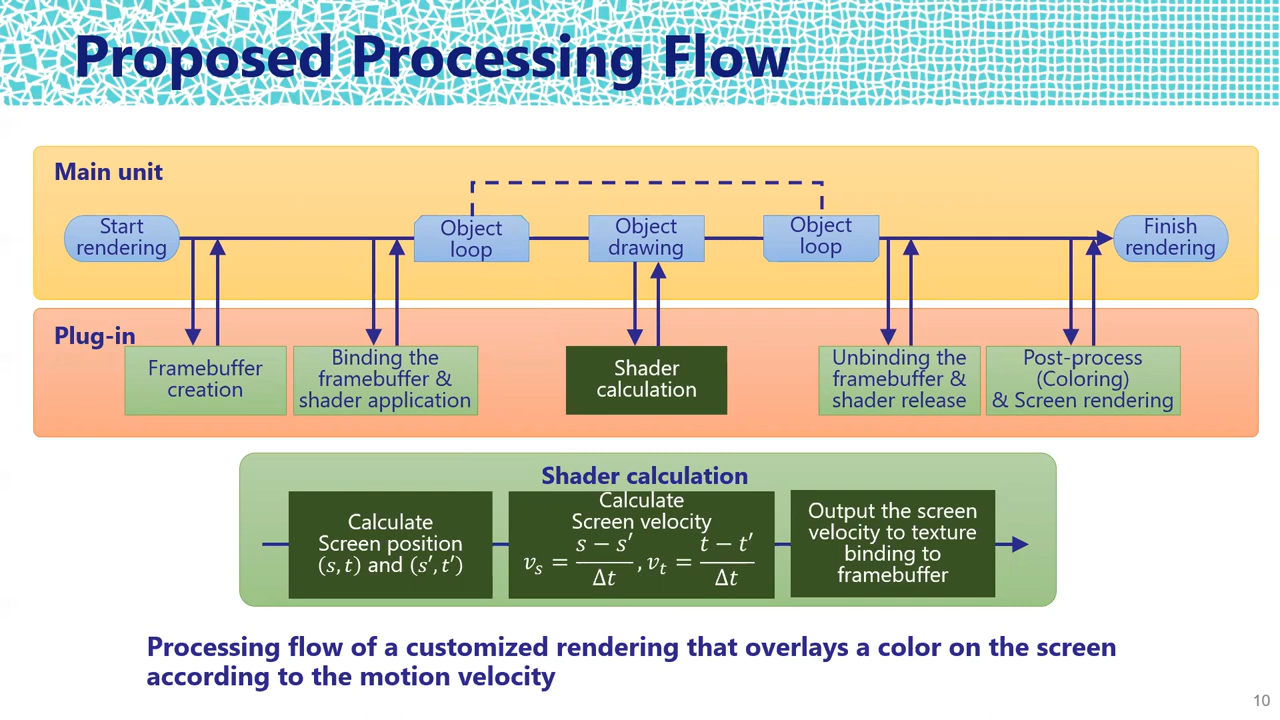 Proposed Processing Flow
Main unit
Start
rendering
Object
loop
Object
drawing
Object
loop
Finish
rendering
Plug-in
Framebuffer
creation
Binding the
framebuffer &
shader application
Shader
calculation
Unbinding the
framebuffer &
shader release
Post-process
(Coloring)
& Screen rendering
Shader calculation
Calculate
Screen position
(s, t) and (s′, t′)
Calculate
Screen velocity
v_s = (s − s′)/Δt , v_t = (t − t′)/Δt
Output the screen
velocity to texture
binding to
framebuffer
Processing flow of a customized rendering that overlays a color on the screen
according to the motion velocity
10